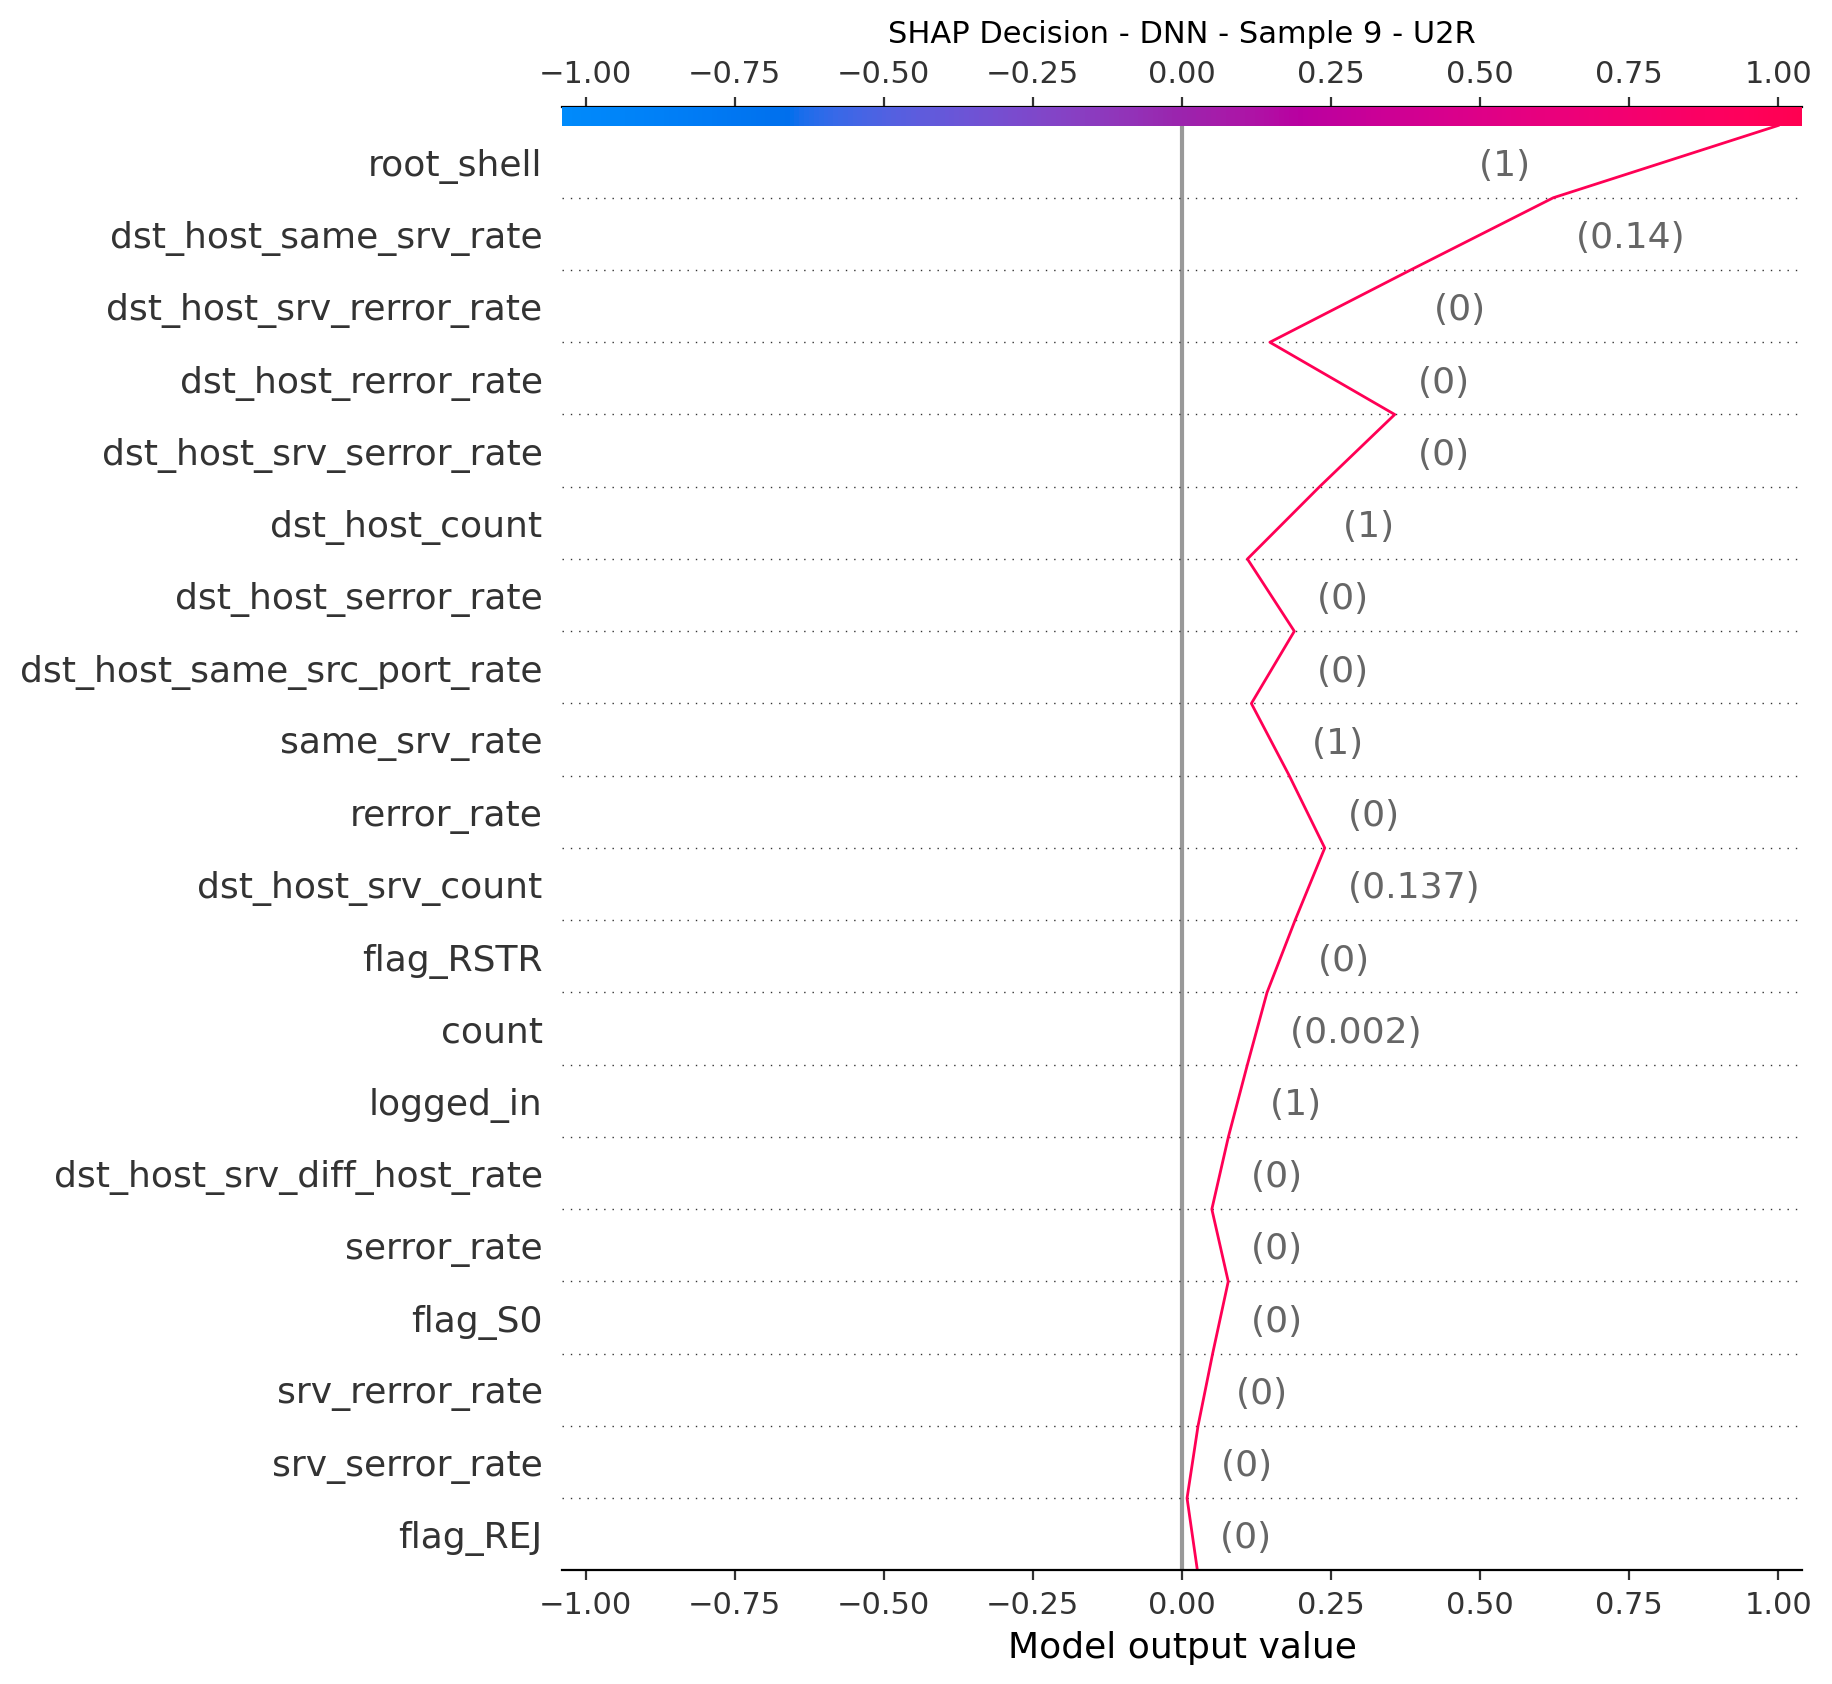 SHAP Decision - DNN - Sample 9 - U2R
−1.00 −0.75 −0.50 −0.25 0.00 0.25 0.50 0.75 1.00
root_shell (1)
dst_host_same_srv_rate (0.14)
dst_host_srv_rerror_rate (0)
dst_host_rerror_rate (0)
dst_host_srv_serror_rate (0)
dst_host_count (1)
dst_host_serror_rate (0)
dst_host_same_src_port_rate (0)
same_srv_rate (1)
rerror_rate (0)
dst_host_srv_count (0.137)
flag_RSTR (0)
count (0.002)
logged_in (1)
dst_host_srv_diff_host_rate (0)
serror_rate (0)
flag_S0 (0)
srv_rerror_rate (0)
srv_serror_rate (0)
flag_REJ (0)
−1.00 −0.75 −0.50 −0.25 0.00 0.25 0.50 0.75 1.00
Model output value